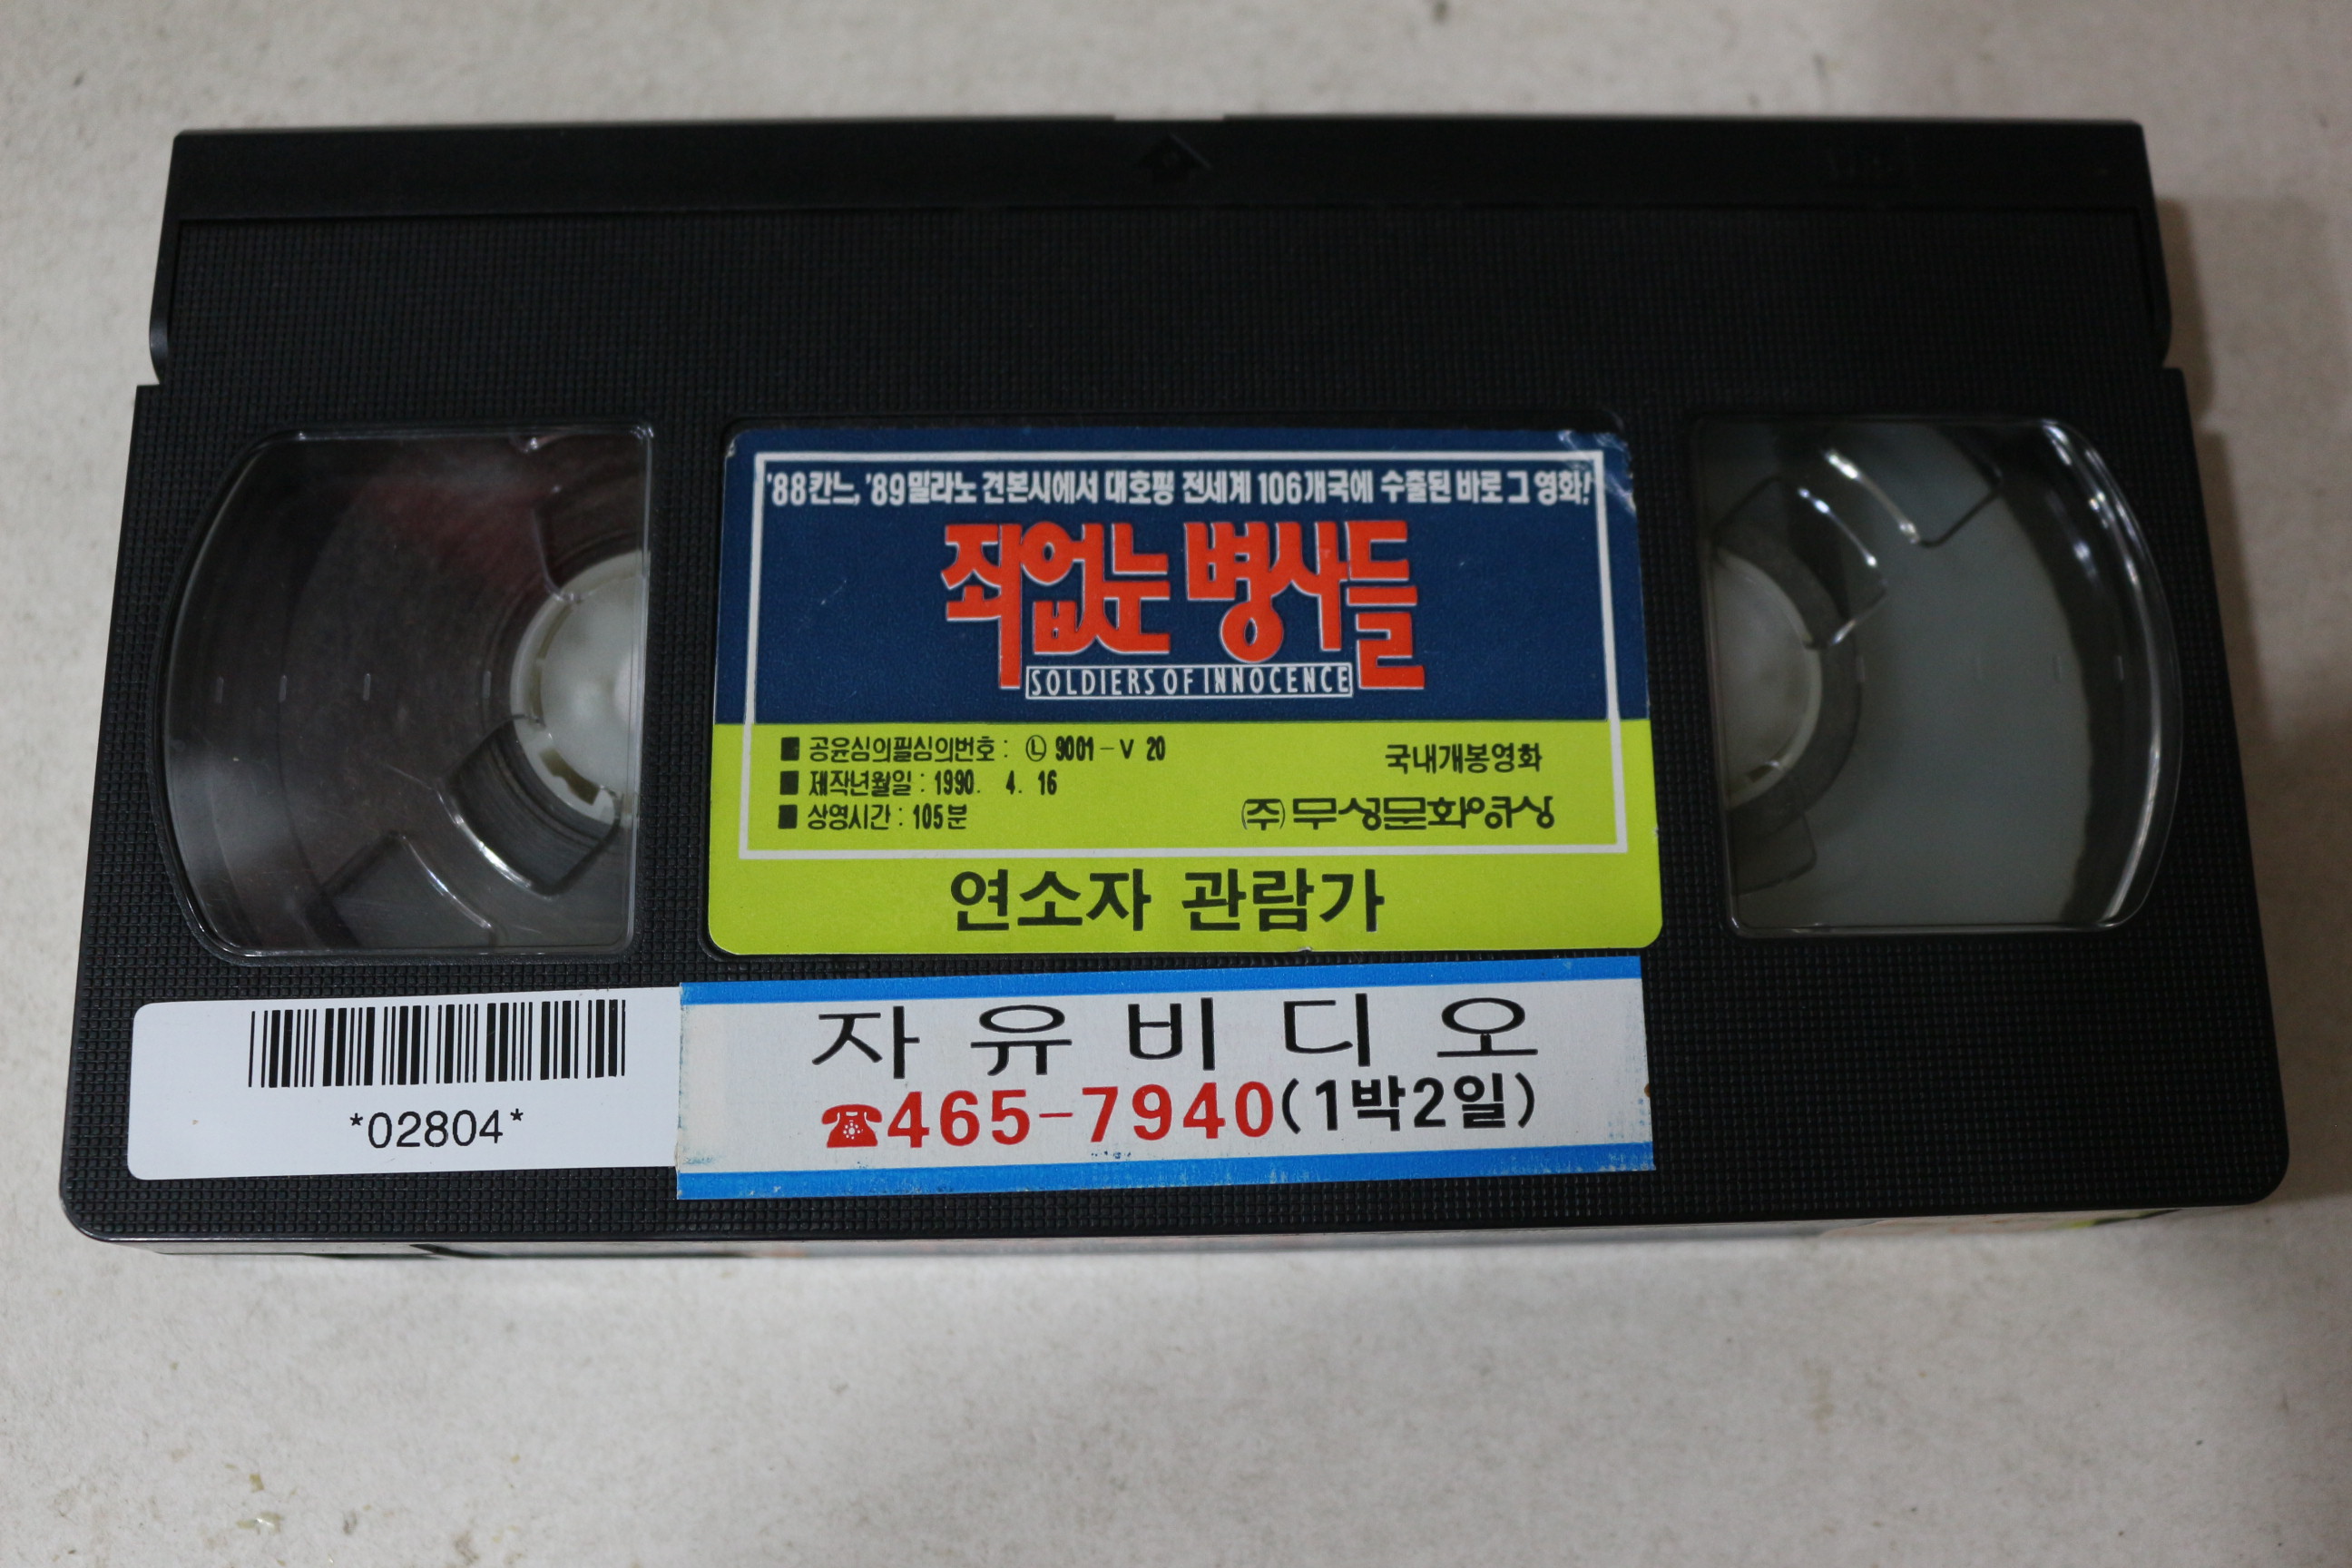 '88칸느, '89밀라노 견본시에서 대호평 전세계 106개국에 수출된 바로 그 영화!
죄없는 병사들
SOLDIERS OF INNOCENCE
■ 공윤심의필심의번호 : Ⓛ 9001 - V 20
■ 제작년월일 : 1990. 4. 16
■ 상영시간 : 105분
국내개봉영화
(주)무성문화영상
연소자 관람가
자유비디오
☎465-7940(1박2일)
*02804*